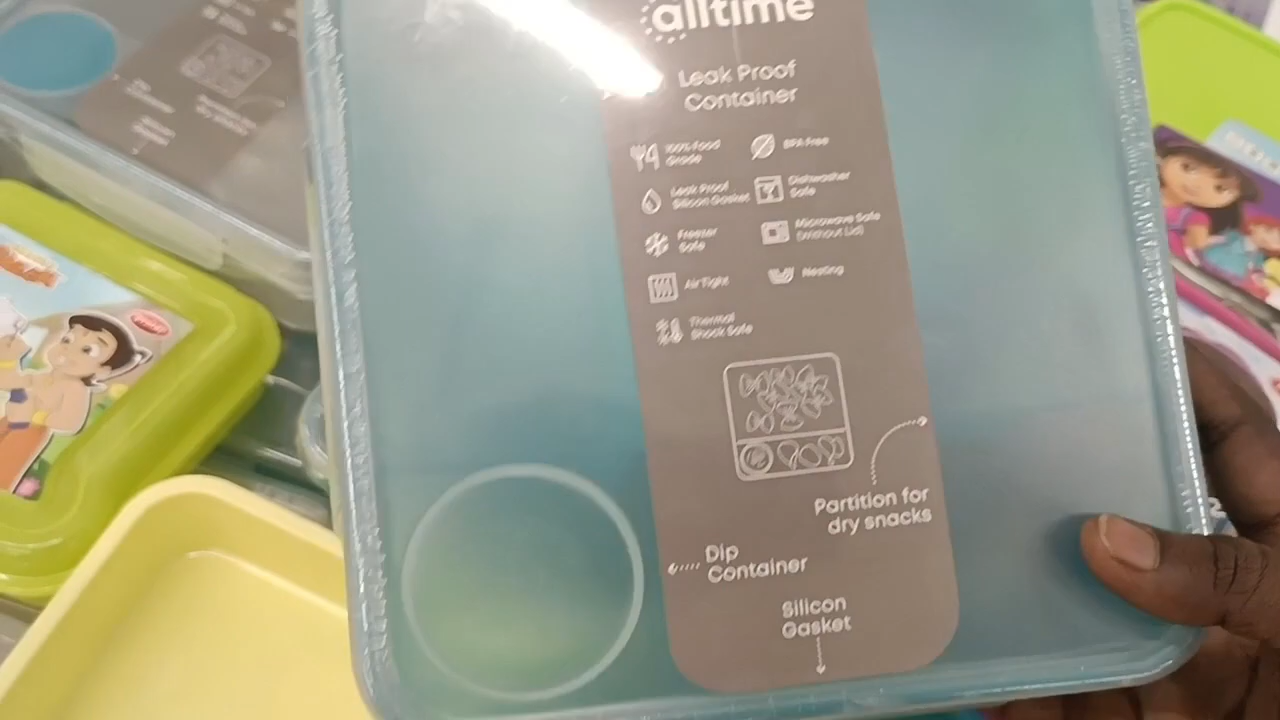 alltime
Leak Proof
Container
100% Food
Grade
BPA Free
Leak Proof
Silicon Gasket
Dishwasher
Safe
Freezer
Safe
Microwave Safe
(Without Lid)
Air Tight
Nesting
Thermal
Shock Safe
Partition for
dry snacks
Dip
Container
Silicon
Gasket